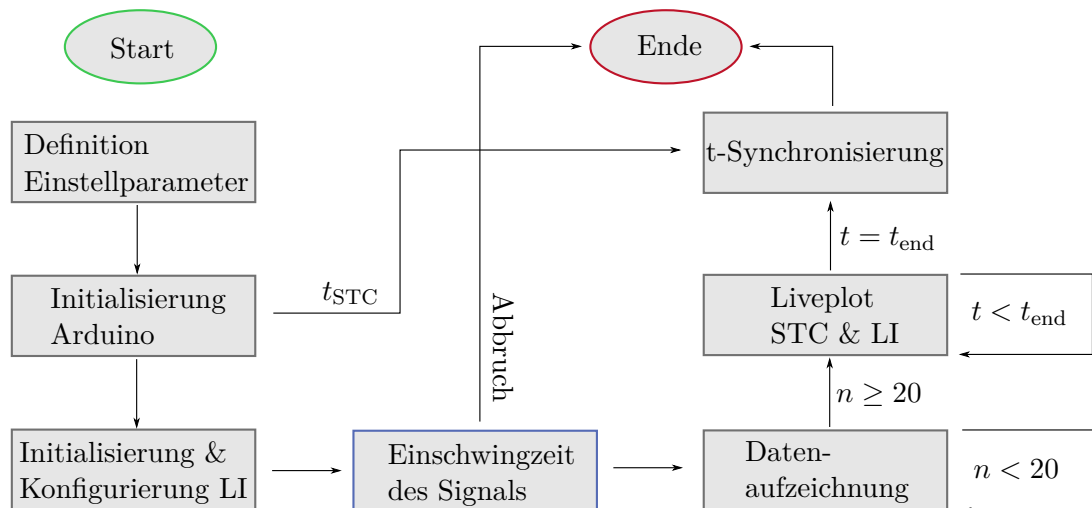 Start
Ende
Definition
Einstellparameter
t-Synchronisierung
t = t_end
Initialisierung
Arduino
t_STC
Abbruch
Liveplot
STC & LI
t < t_end
n ≥ 20
Initialisierung &
Konfigurierung LI
Einschwingzeit
des Signals
Daten-
aufzeichnung
n < 20